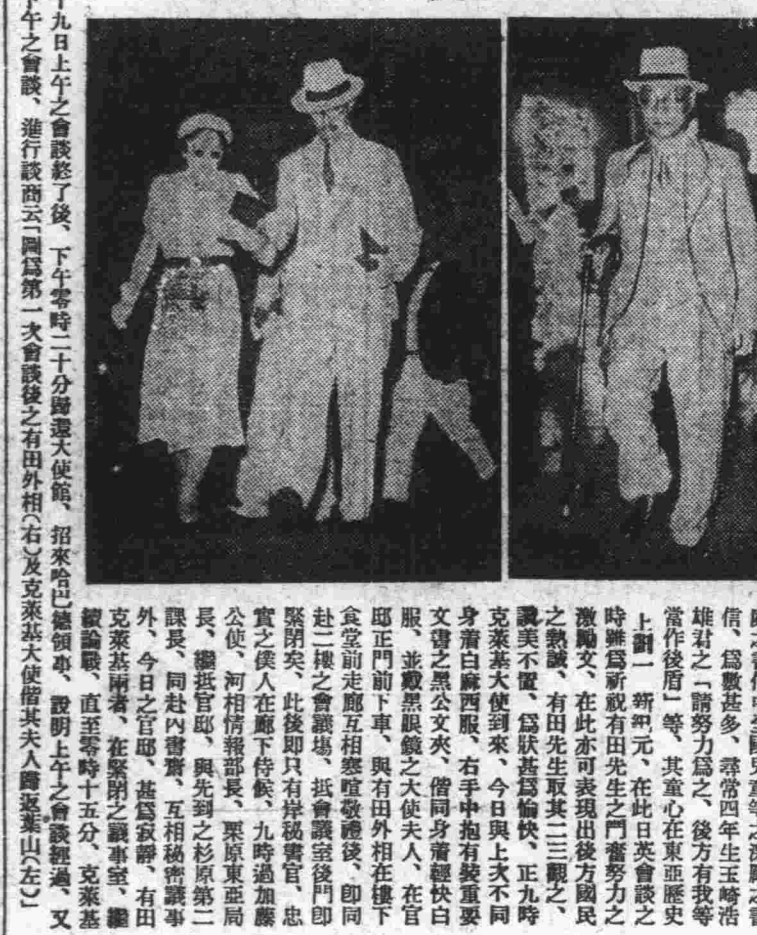 信、爲數甚多、尋常四年生玉崎浩
雄君之「請努力爲之、後方有我等
當作後盾」等、其童心在東亞歷史
上劃一新紀元、在此日英會談之
時雖爲祈祝有田先生之鬥奮努力之
激勵文、在此亦可表現出後方國民
之熱誠、有田先生取其二三觀之、
讚美不置、爲狀甚爲愉快、正九時
克萊基大使到來、今日與上次不同
身着白麻西服、右手中抱有裝重要
文書之黑公文夾、偕同身着輕快白
服、並戴黑眼鏡之大使夫人、在官
邸正門前下車、與有田外相在樓下
食堂前走廊互相寒喧敬禮後、卽同
赴二樓之會議場、抵會議室後門卽
緊閉矣、此後卽只有岸秘書官、忠
實之僕人在廊下侍候、九時過加藤
公使、河相情報部長、栗原東亞局
長、繼抵官邸、與先到之杉原第二
課長、同赴內書齋、互相秘密議事
外、今日之官邸、甚爲寂靜、有田
克萊基兩者、在緊閉之議事室、繼
續論戰、直至零時十五分、克萊基
十九日上午之會談終了後、下午零時二十分歸還大使館、招來哈巴德領事、說明上午之會談經過、又
下午之會談、進行談商云「圖爲第一次會談後之有田外相(右)及克萊基大使偕其夫人歸返葉山(左)」